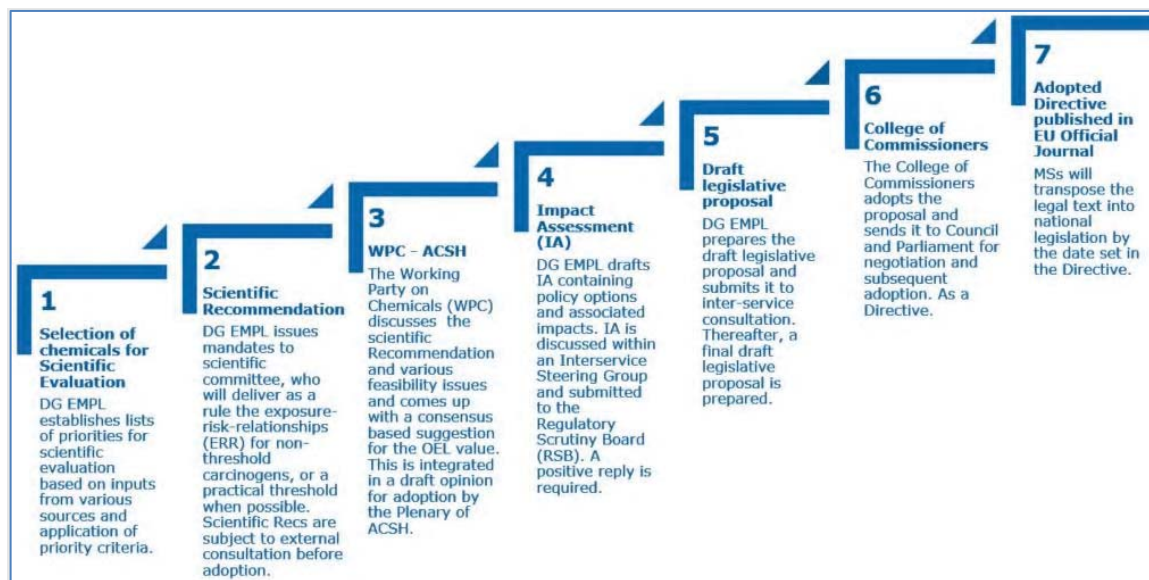 1
Selection of
chemicals for
Scientific
Evaluation
DG EMPL
establishes lists
of priorities for
scientific
evaluation
based on inputs
from various
sources and
application of
priority criteria.
2
Scientific
Recommendation
DG EMPL issues
mandates to
scientific
committee, who
will deliver as a
rule the exposure-
risk-relationships
(ERR) for non-
threshold
carcinogens, or a
practical threshold
when possible.
Scientific Recs are
subject to external
consultation before
adoption.
3
WPC - ACSH
The Working
Party on
Chemicals (WPC)
discusses the
scientific
Recommendation
and various
feasibility issues
and comes up
with a consensus
based suggestion
for the OEL value.
This is integrated
in a draft opinion
for adoption by
the Plenary of
ACSH.
4
Impact
Assessment
(IA)
DG EMPL drafts
IA containing
policy options
and associated
impacts. IA is
discussed within
an Interservice
Steering Group
and submitted
to the
Regulatory
Scrutiny Board
(RSB). A
positive reply is
required.
5
Draft
legislative
proposal
DG EMPL
prepares the
draft legislative
proposal and
submits it to
inter-service
consultation.
Thereafter, a
final draft
legislative
proposal is
prepared.
6
College of
Commissioners
The College of
Commissioners
adopts the
proposal and
sends it to Council
and Parliament for
negotiation and
subsequent
adoption. As a
Directive.
7
Adopted
Directive
published in
EU Official
Journal
MSs will
transpose the
legal text into
national
legislation by
the date set in
the Directive.